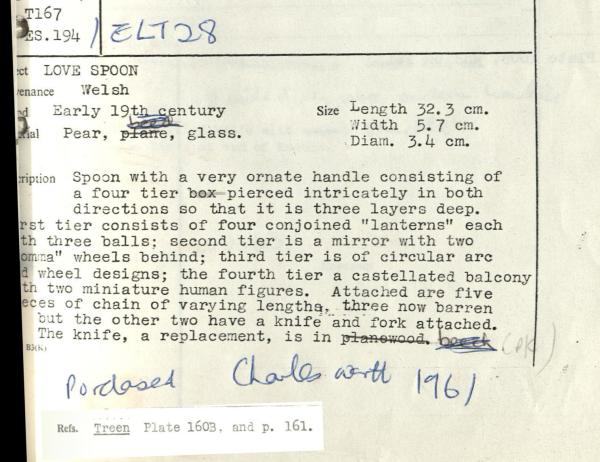 T167
ES.194 / ELT28
ect LOVE SPOON
venance Welsh
Early 19th century
Size Length 32.3 cm.
Width 5.7 cm.
Diam. 3.4 cm.
ial Pear, plane, glass.
cription Spoon with a very ornate handle consisting of
a four tier box pierced intricately in both
directions so that it is three layers deep.
rst tier consists of four conjoined "lanterns" each
th three balls; second tier is a mirror with two
omma" wheels behind; third tier is of circular arc
d wheel designs; the fourth tier a castellated balcony
th two miniature human figures. Attached are five
eces of chain of varying lengths, three now barren
but the other two have a knife and fork attached.
The knife, a replacement, is in planewood. beech (PK)
Purchased Charlesworth 1961
Refs. Treen Plate 160B, and p. 161.